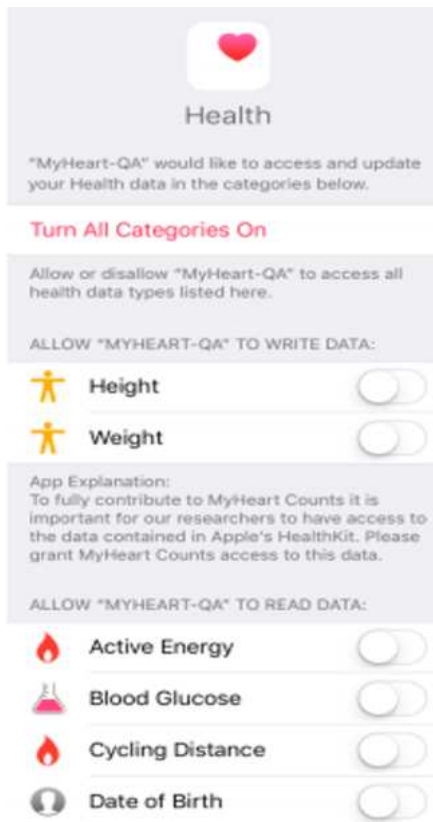 Health
"MyHeart-QA" would like to access and update
your Health data in the categories below.
Turn All Categories On
Allow or disallow "MyHeart-QA" to access all
health data types listed here.
ALLOW "MYHEART-QA" TO WRITE DATA:
Height
Weight
App Explanation:
To fully contribute to MyHeart Counts it is
important for our researchers to have access to
the data contained in Apple's HealthKit. Please
grant MyHeart Counts access to this data.
ALLOW "MYHEART-QA" TO READ DATA:
Active Energy
Blood Glucose
Cycling Distance
Date of Birth